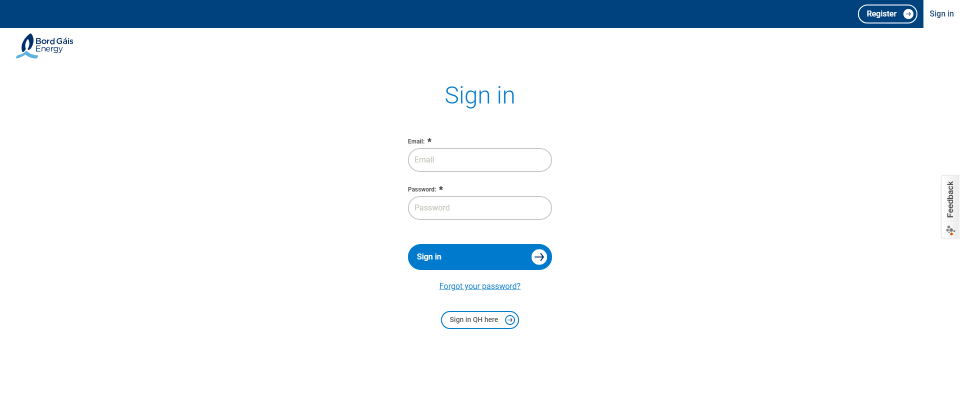 Register
Sign in
Bord Gáis
Energy
Sign in
Email: *
Email
Password: *
Password
Sign in
Forgot your password?
Sign in QH here
Feedback